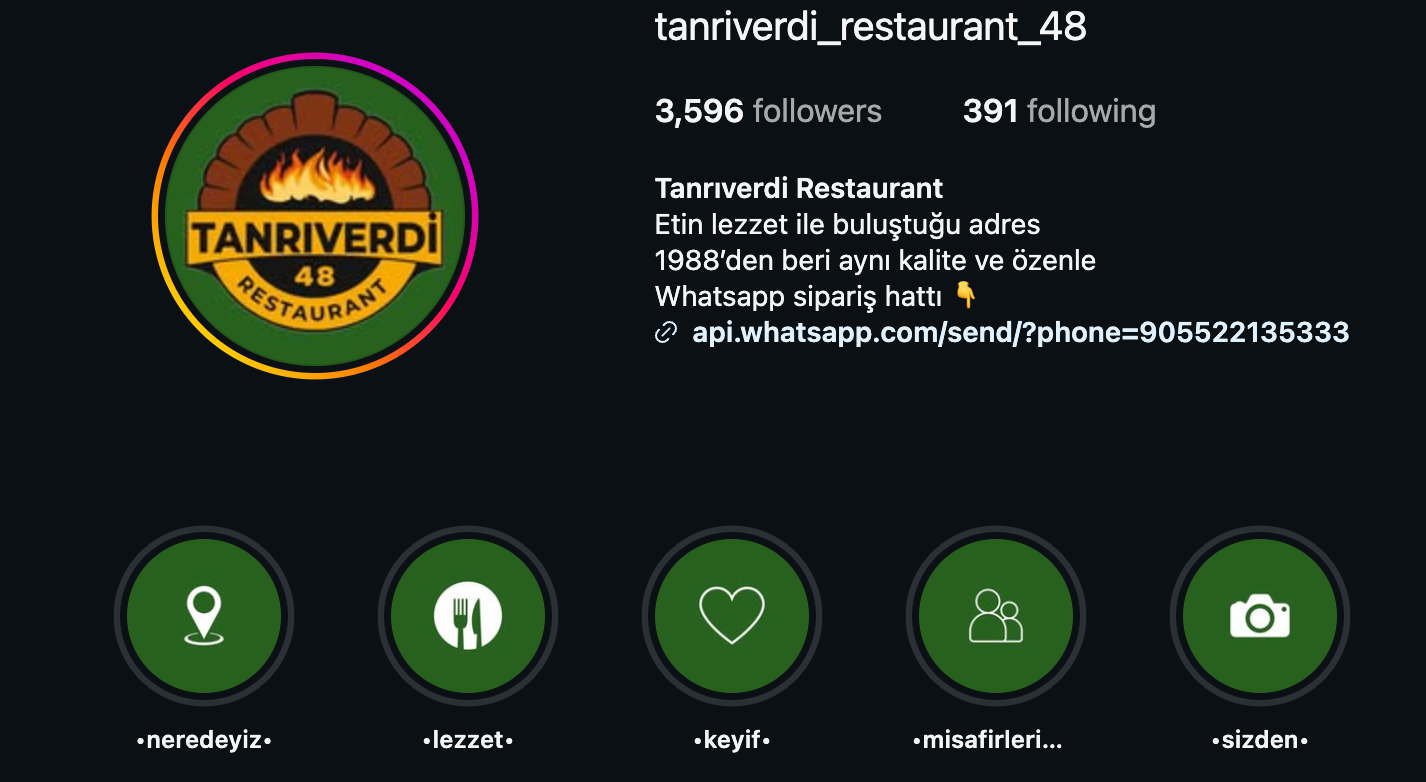 tanriverdi_restaurant_48
3,596 followers 391 following
Tanrıverdi Restaurant
Etin lezzet ile buluştuğu adres
1988’den beri aynı kalite ve özenle
Whatsapp sipariş hattı 👇
api.whatsapp.com/send/?phone=905522135333
TANRIVERDİ
48
RESTAURANT
•neredeyiz• •lezzet• •keyif• •misafirleri... •sizden•